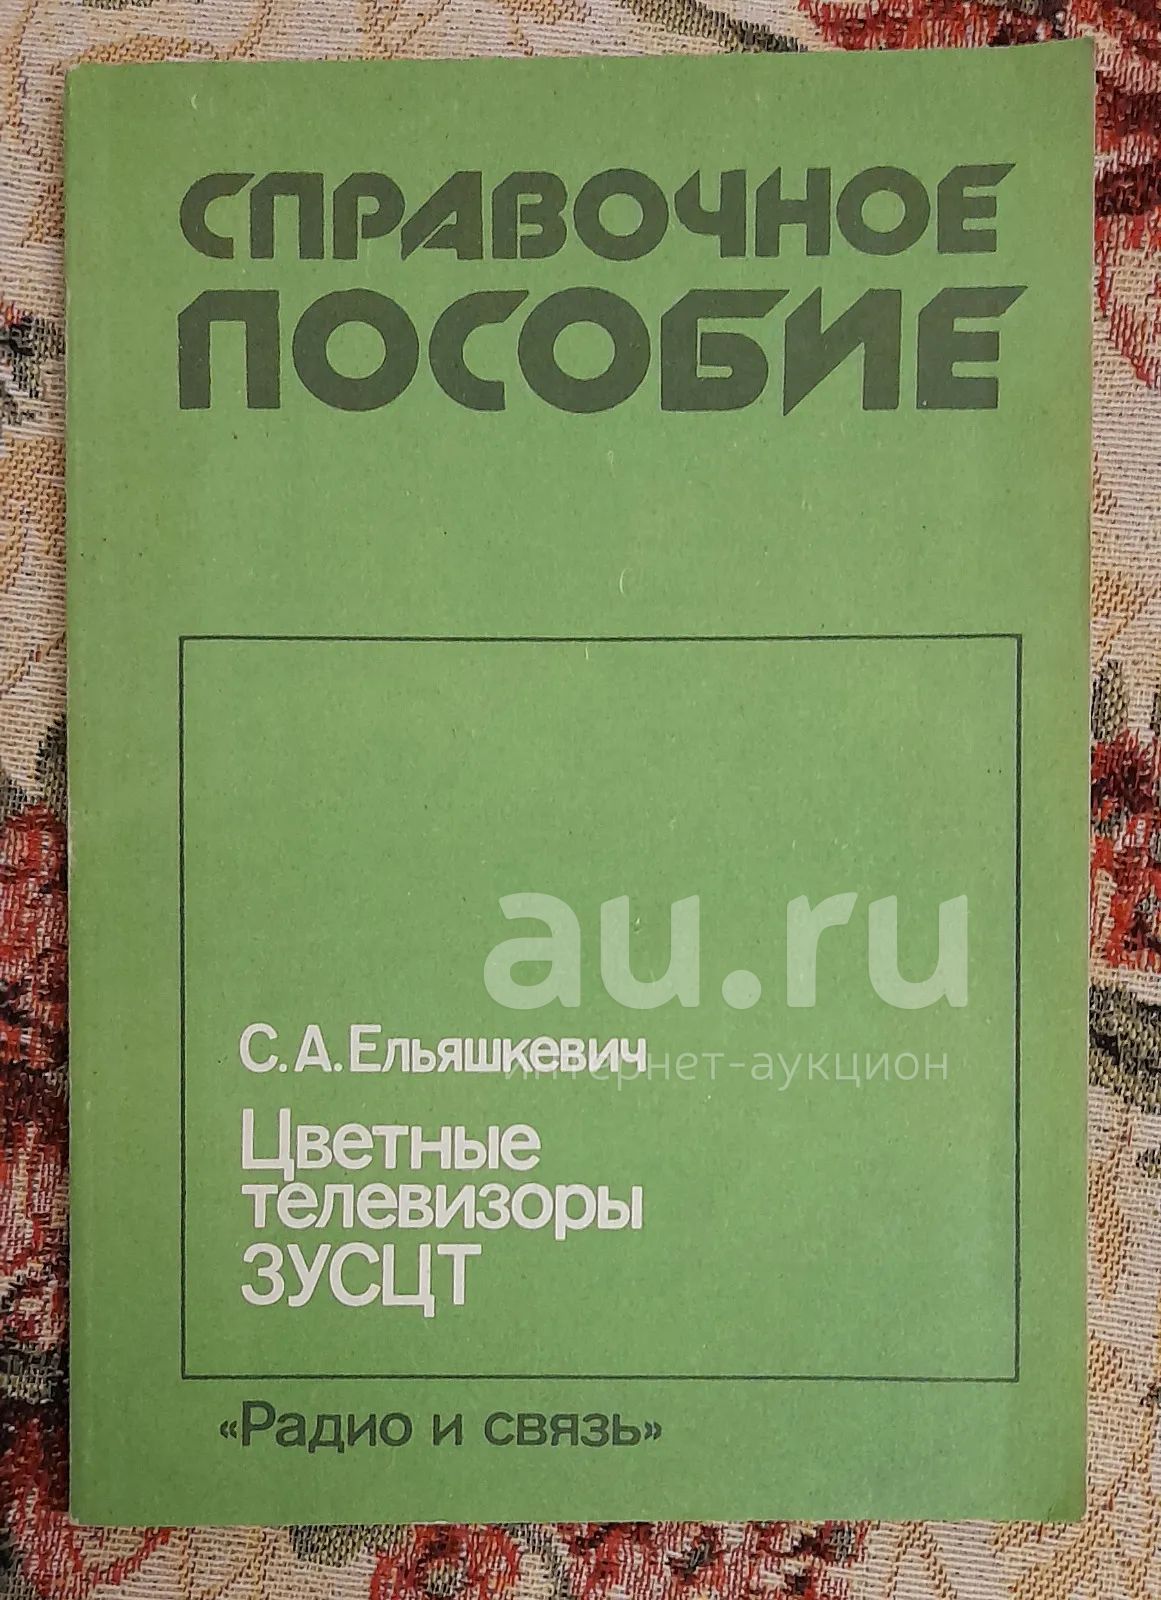 СПРАВОЧНОЕ
ПОСОБИЕ
au.ru
интернет-аукцион
С.А.Ельяшкевич
Цветные
телевизоры
ЗУСЦТ
«Радио и связь»